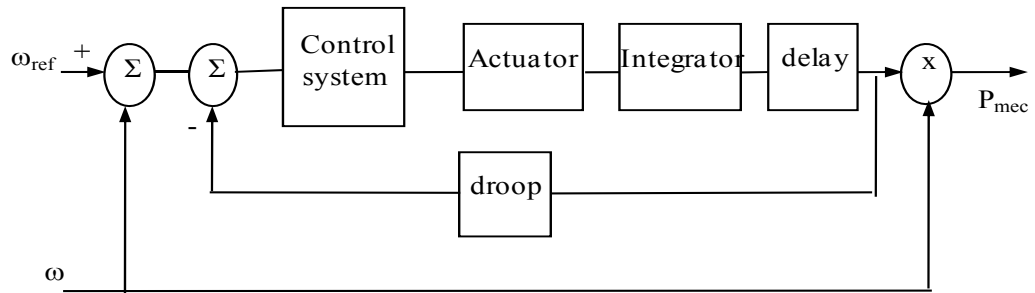 ω_ref + Σ Σ Control system Actuator Integrator delay x
P_mec
-
droop
ω